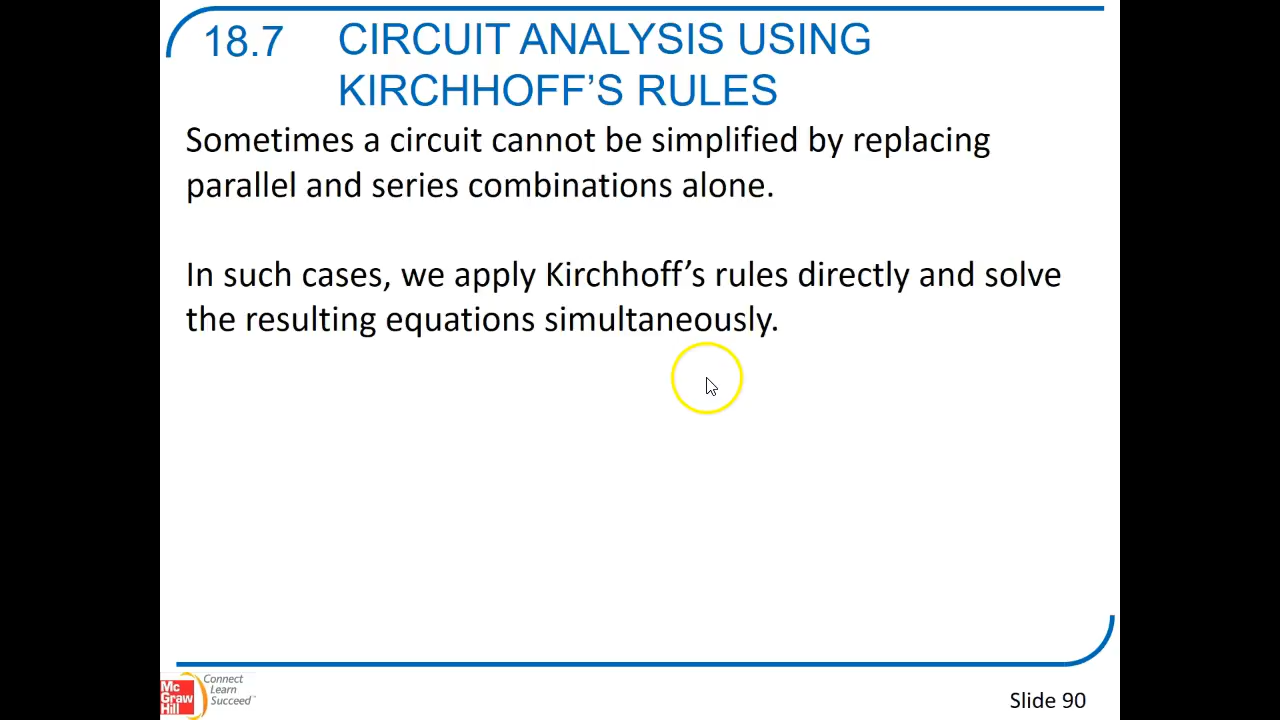 18.7 CIRCUIT ANALYSIS USING
KIRCHHOFF’S RULES
Sometimes a circuit cannot be simplified by replacing
parallel and series combinations alone.
In such cases, we apply Kirchhoff’s rules directly and solve
the resulting equations simultaneously.
Mc
Graw
Hill
Connect
Learn
Succeed™
Slide 90